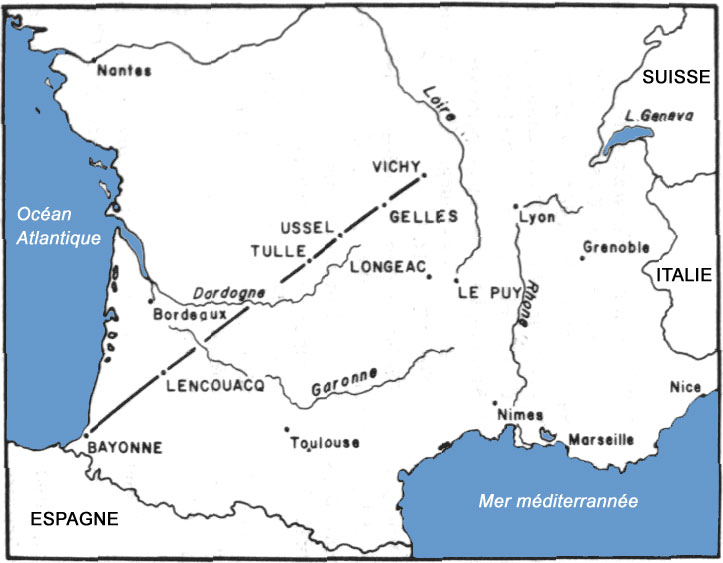 Nantes
Loire
SUISSE
L. Geneva
VICHY
GELLES
Lyon
Océan
Atlantique
USSEL
TULLE
LONGEAC
Grenoble
ITALIE
LE PUY
Dordogne
Bordeaux
Rhone
LENCOUACQ
Garonne
Nice
Nimes
BAYONNE
Toulouse
Marseille
ESPAGNE
Mer méditerrannée